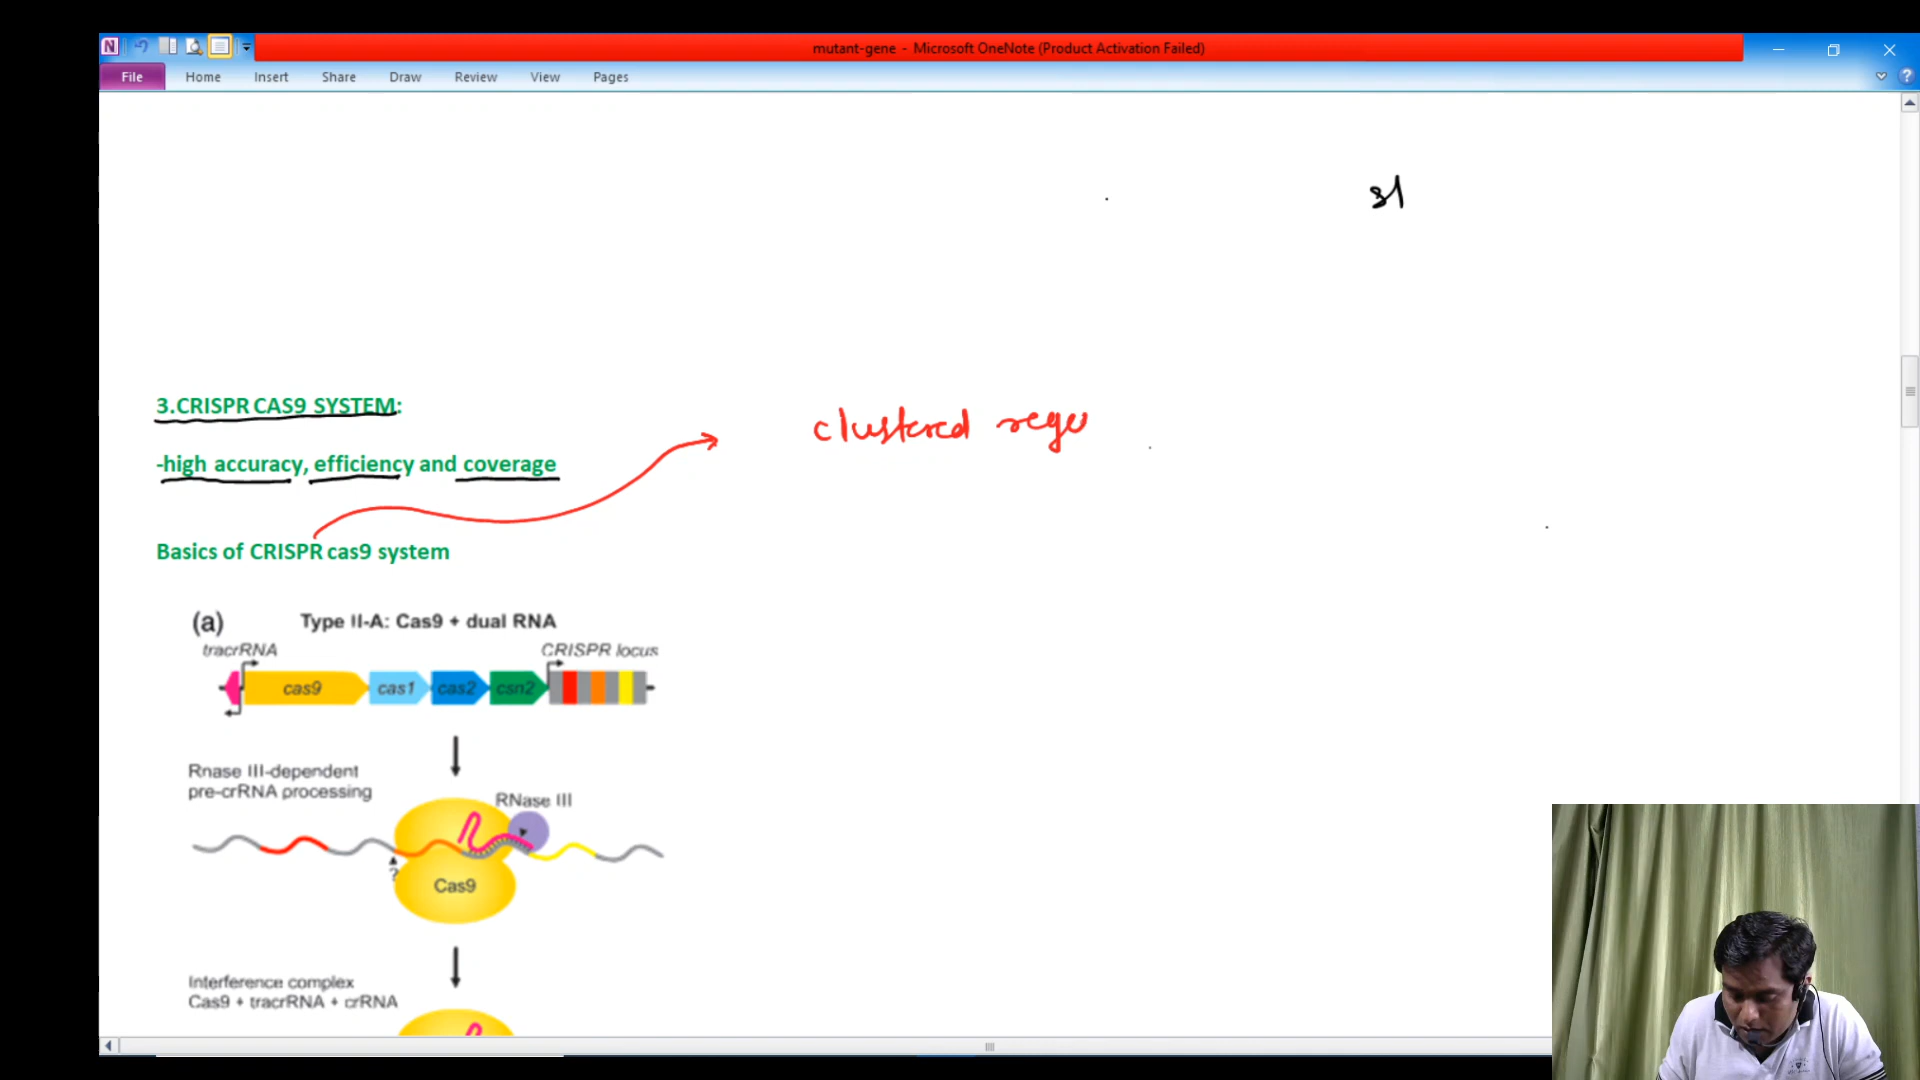 mutant-gene - Microsoft OneNote (Product Activation Failed)
File Home Insert Share Draw Review View Pages
3.CRISPR CAS9 SYSTEM:
clustered rege
-high accuracy, efficiency and coverage
Basics of CRISPR cas9 system
(a) Type II-A: Cas9 + dual RNA
tracrRNA CRISPR locus
cas9 cas1 cas2 csn2
Rnase III-dependent
pre-crRNA processing
RNase III
?
Cas9
Interference complex
Cas9 + tracrRNA + crRNA